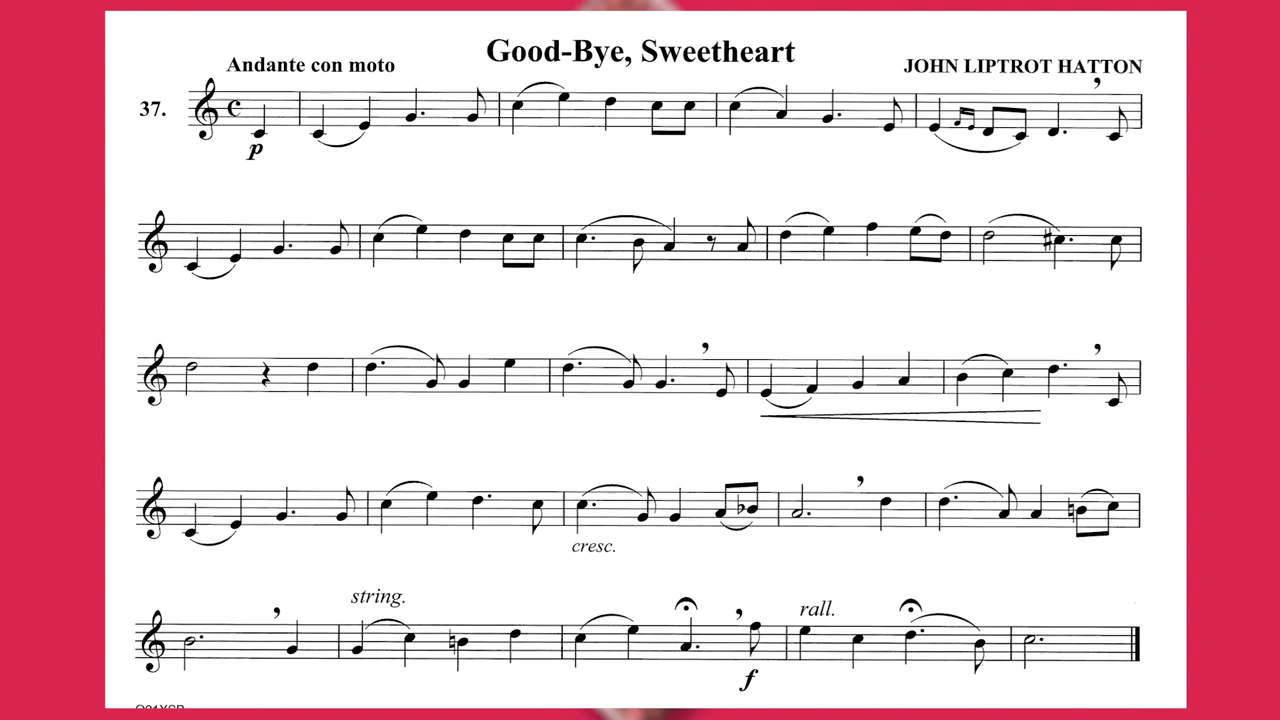 Good-Bye, Sweetheart
Andante con moto
JOHN LIPTROT HATTON
37.
p
cresc.
string.
rall.
f